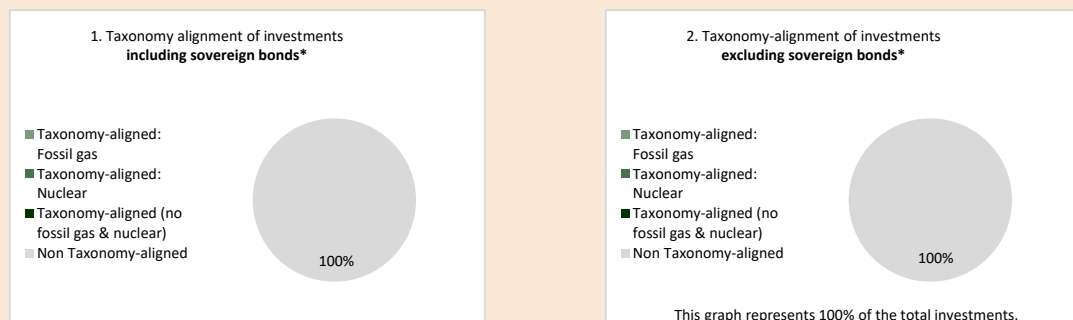 1. Taxonomy alignment of investments
including sovereign bonds*
Taxonomy-aligned:
Fossil gas
Taxonomy-aligned:
Nuclear
Taxonomy-aligned (no
fossil gas & nuclear)
Non Taxonomy-aligned
100%
2. Taxonomy-alignment of investments
excluding sovereign bonds*
Taxonomy-aligned:
Fossil gas
Taxonomy-aligned:
Nuclear
Taxonomy-aligned (no
fossil gas & nuclear)
Non Taxonomy-aligned
100%
This graph represents 100% of the total investments.